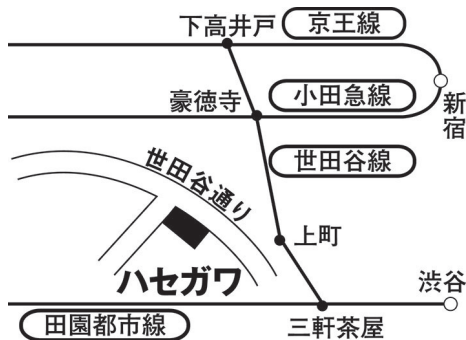 下高井戸
京王線
豪徳寺
小田急線
新宿
世田谷通り
世田谷線
上町
ハセガワ
渋谷
田園都市線
三軒茶屋